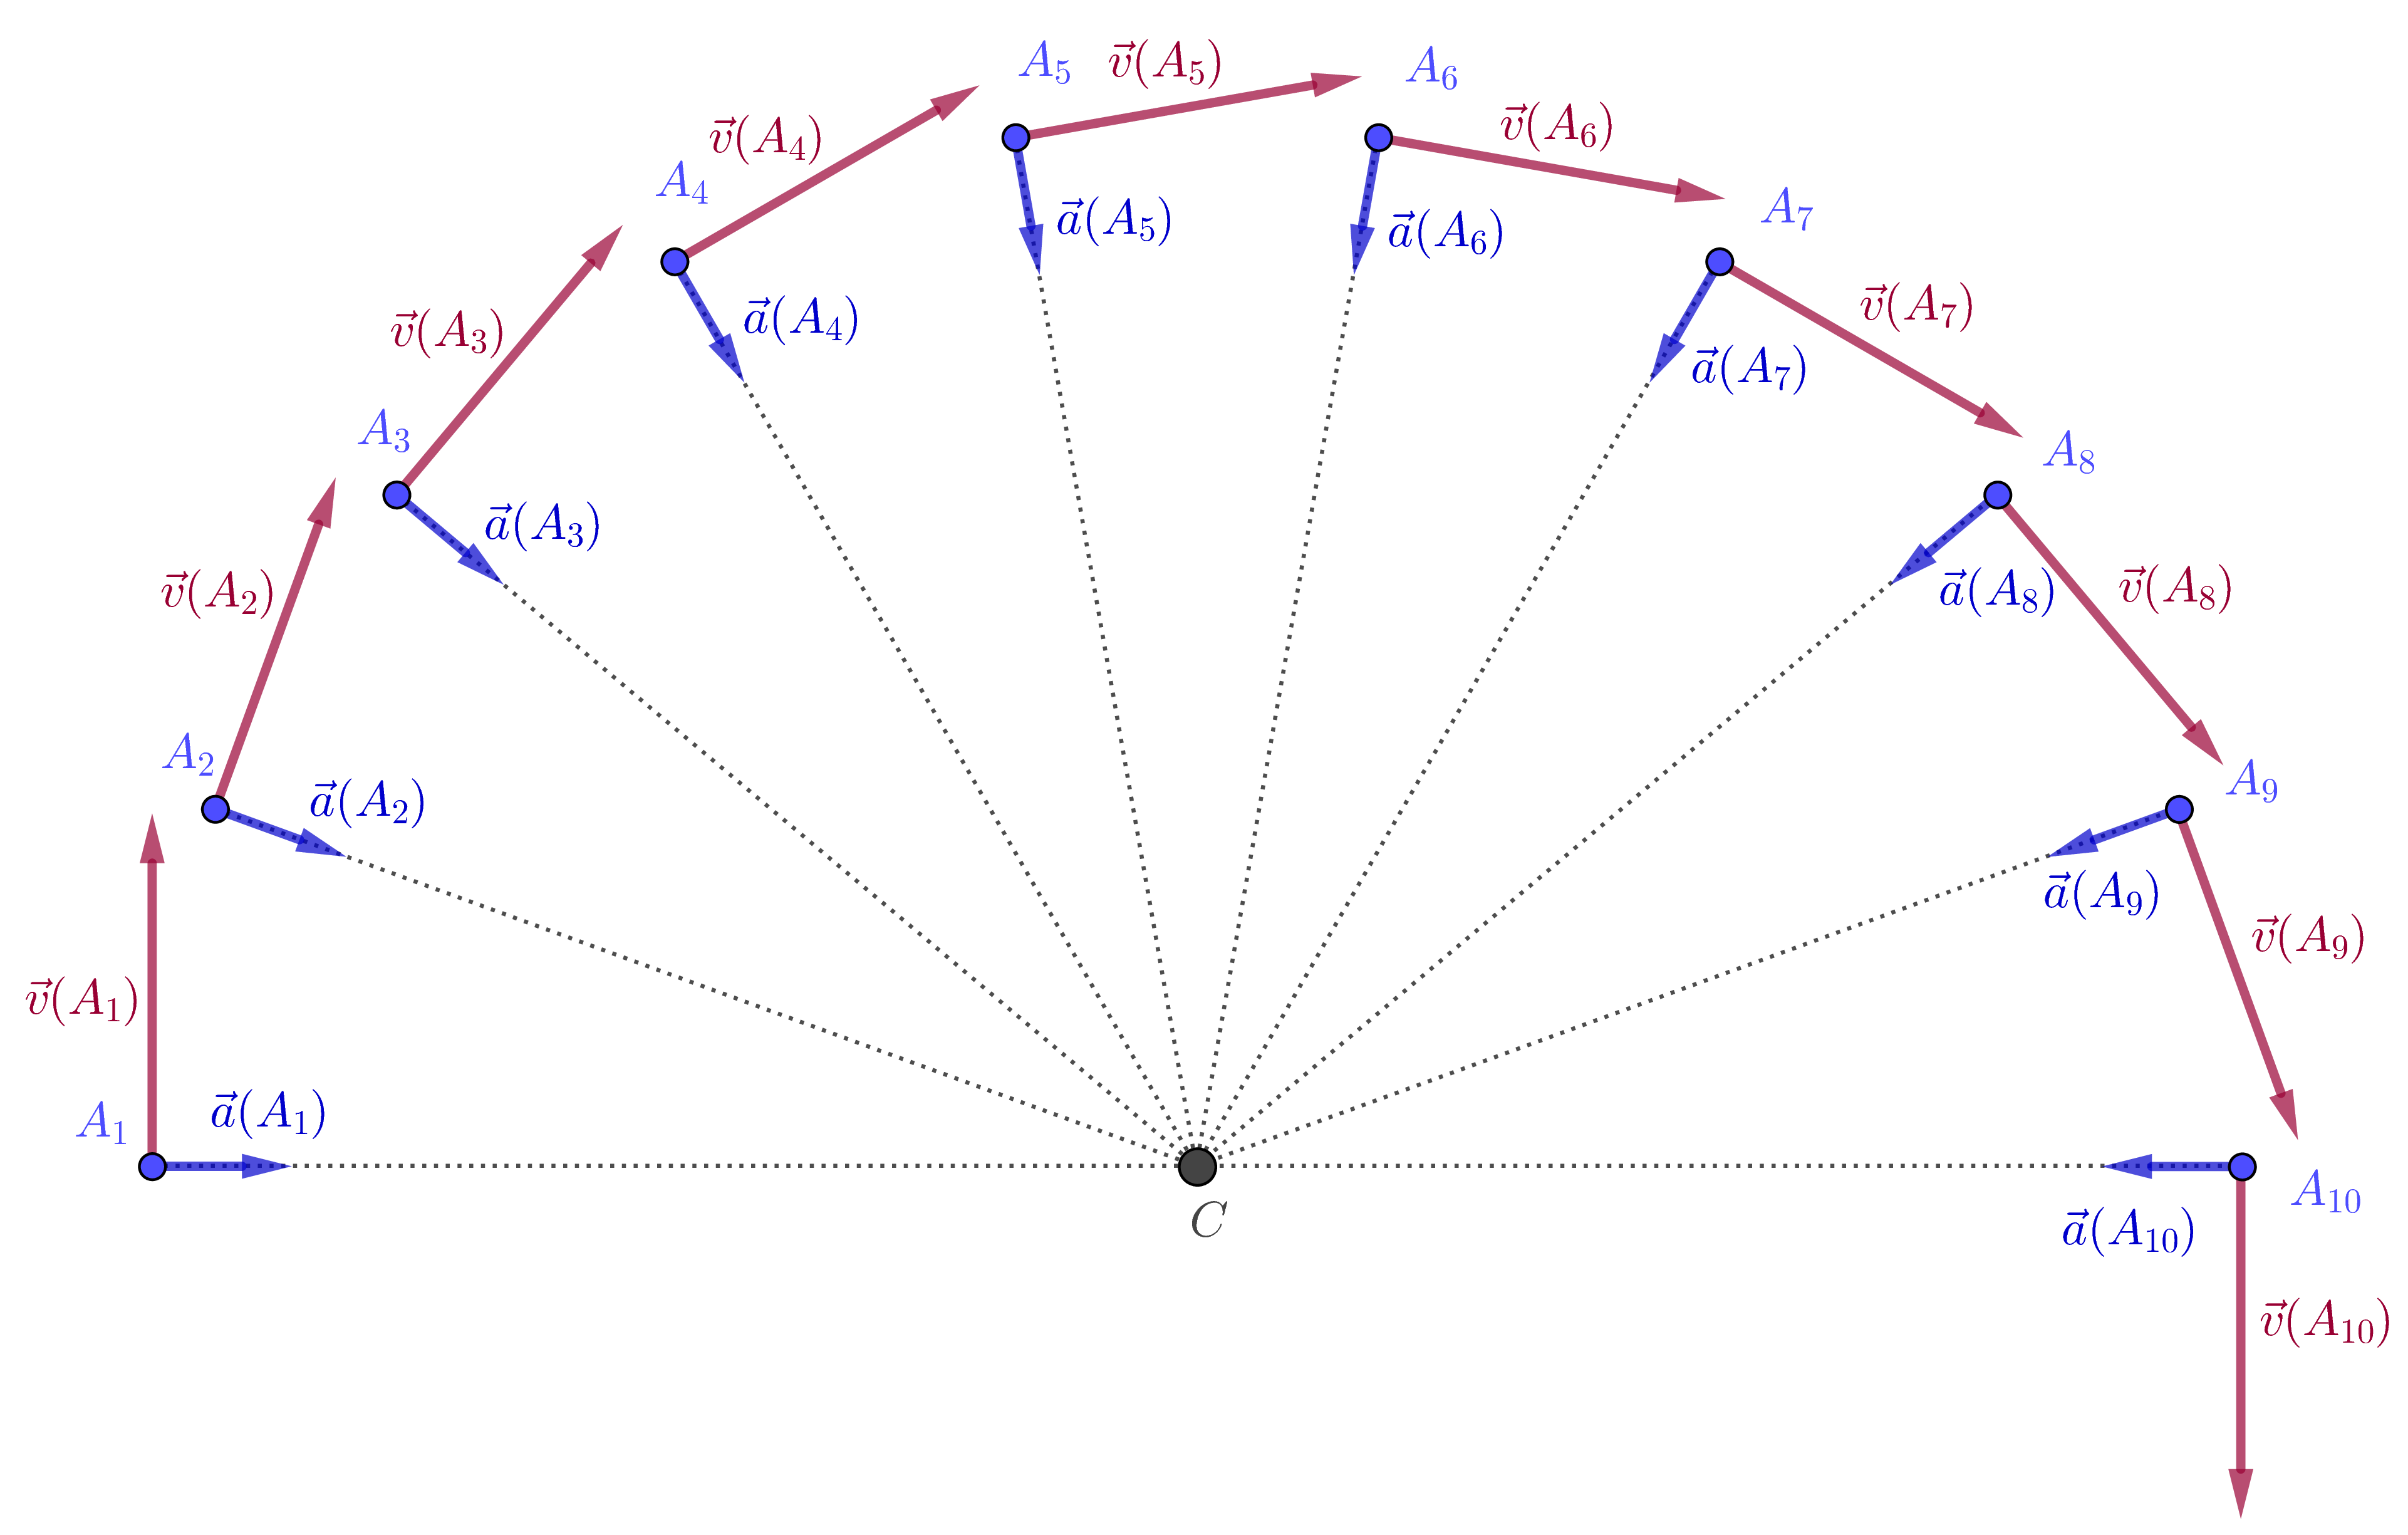 A₅
v⃗(A₅)
A₆
v⃗(A₄)
v⃗(A₆)
A₄
A₇
a⃗(A₅)
a⃗(A₆)
v⃗(A₃)
a⃗(A₄)
v⃗(A₇)
a⃗(A₇)
A₃
A₈
a⃗(A₃)
v⃗(A₂)
a⃗(A₈)
v⃗(A₈)
A₂
A₉
a⃗(A₂)
a⃗(A₉)
v⃗(A₉)
v⃗(A₁)
A₁
a⃗(A₁)
A₁₀
C
a⃗(A₁₀)
v⃗(A₁₀)